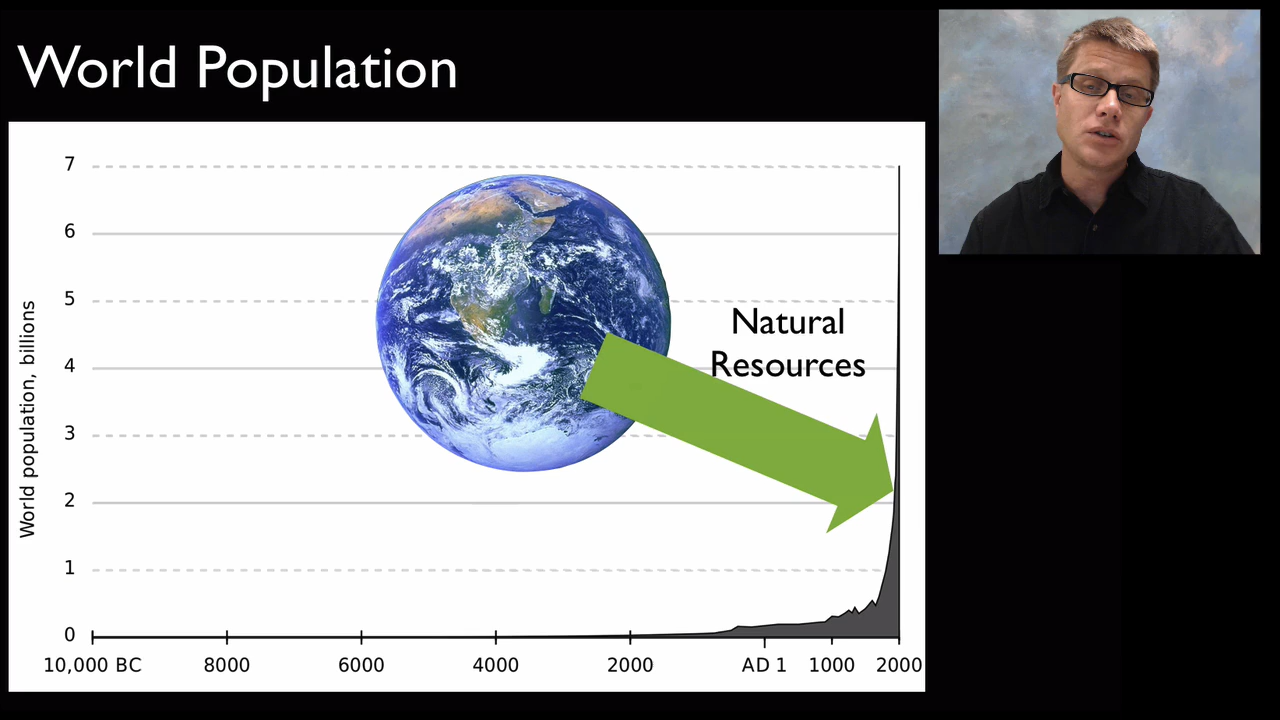 World Population
World population, billions
7
6
5
4
3
2
1
0
Natural
Resources
10,000 BC 8000 6000 4000 2000 AD 1 1000 2000